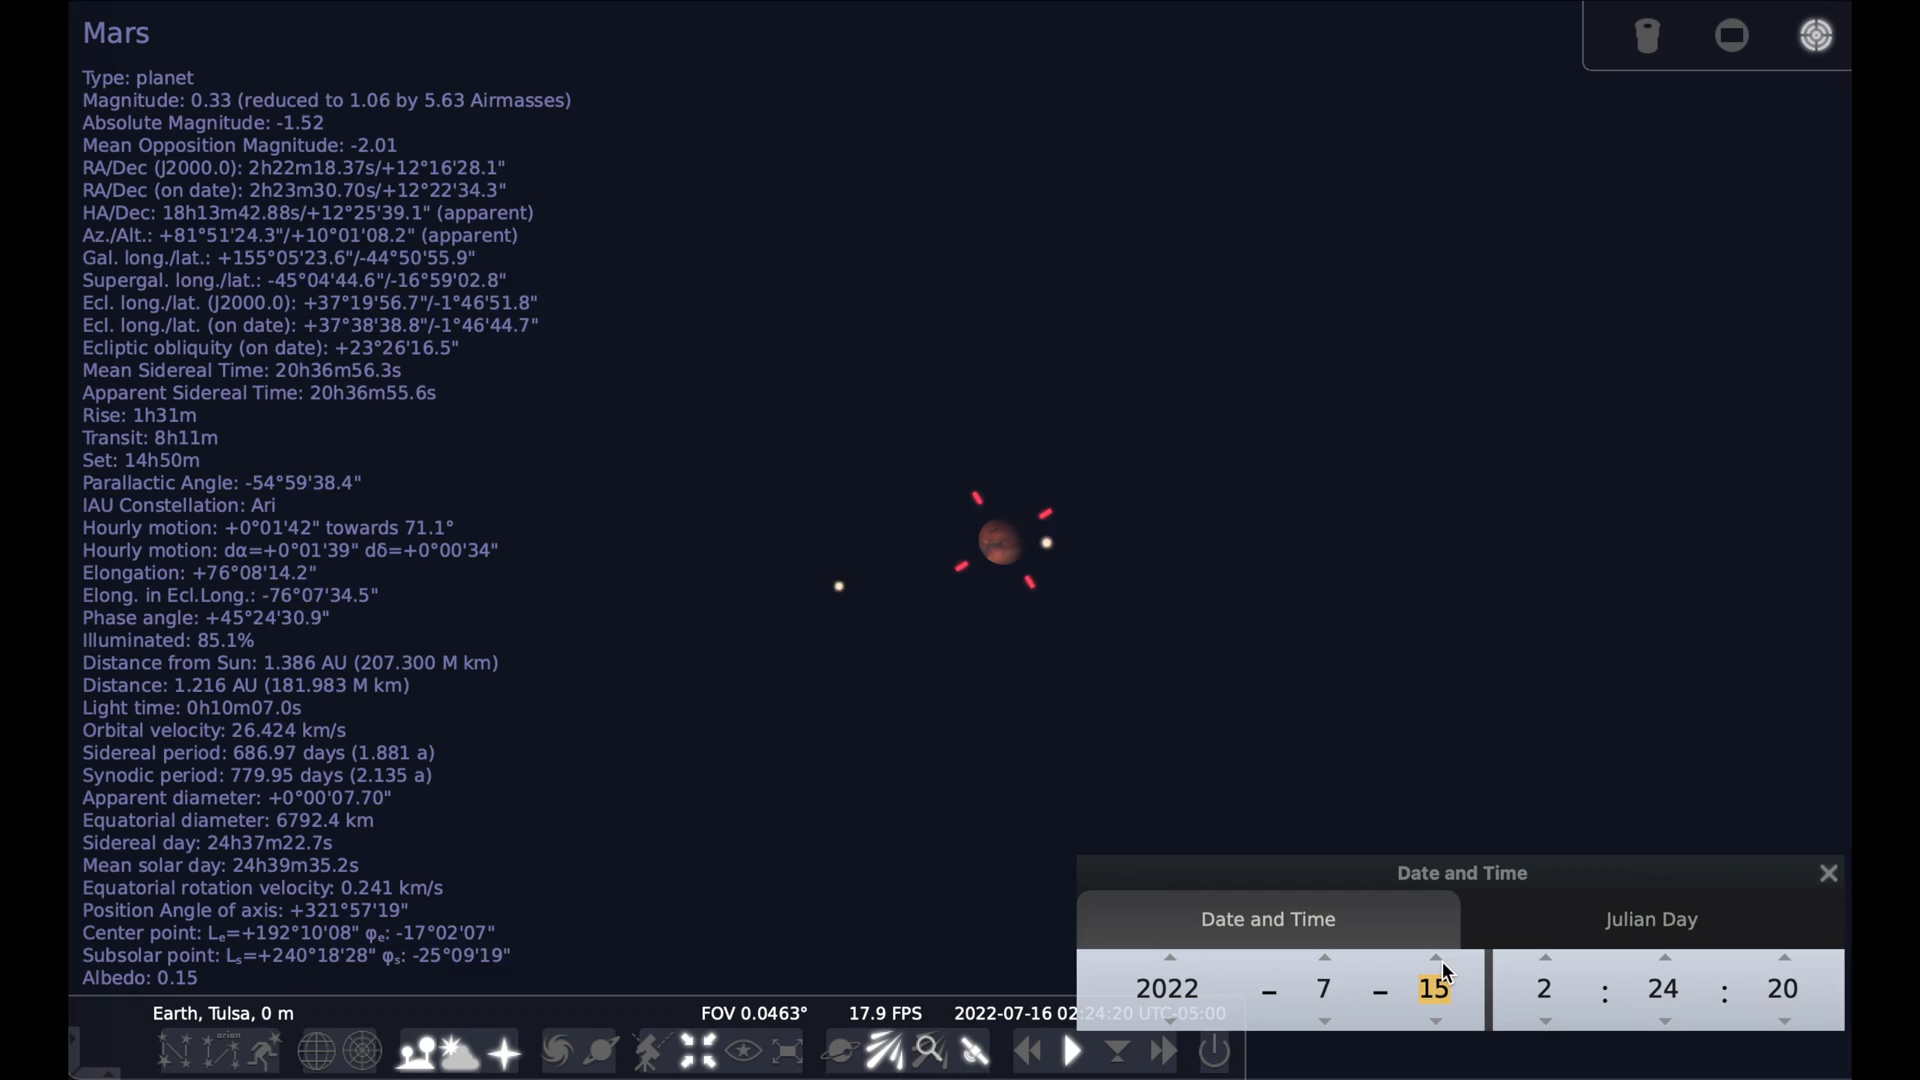 Mars
Type: planet
Magnitude: 0.33 (reduced to 1.06 by 5.63 Airmasses)
Absolute Magnitude: -1.52
Mean Opposition Magnitude: -2.01
RA/Dec (J2000.0): 2h22m18.37s/+12°16'28.1"
RA/Dec (on date): 2h23m30.70s/+12°22'34.3"
HA/Dec: 18h13m42.88s/+12°25'39.1" (apparent)
Az./Alt.: +81°51'24.3"/+10°01'08.2" (apparent)
Gal. long./lat.: +155°05'23.6"/-44°50'55.9"
Supergal. long./lat.: -45°04'44.6"/-16°59'02.8"
Ecl. long./lat. (J2000.0): +37°19'56.7"/-1°46'51.8"
Ecl. long./lat. (on date): +37°38'38.8"/-1°46'44.7"
Ecliptic obliquity (on date): +23°26'16.5"
Mean Sidereal Time: 20h36m56.3s
Apparent Sidereal Time: 20h36m55.6s
Rise: 1h31m
Transit: 8h11m
Set: 14h50m
Parallactic Angle: -54°59'38.4"
IAU Constellation: Ari
Hourly motion: +0°01'42" towards 71.1°
Hourly motion: dα=+0°01'39" dδ=+0°00'34"
Elongation: +76°08'14.2"
Elong. in Ecl.Long.: -76°07'34.5"
Phase angle: +45°24'30.9"
Illuminated: 85.1%
Distance from Sun: 1.386 AU (207.300 M km)
Distance: 1.216 AU (181.983 M km)
Light time: 0h10m07.0s
Orbital velocity: 26.424 km/s
Sidereal period: 686.97 days (1.881 a)
Synodic period: 779.95 days (2.135 a)
Apparent diameter: +0°00'07.70"
Equatorial diameter: 6792.4 km
Sidereal day: 24h37m22.7s
Mean solar day: 24h39m35.2s
Equatorial rotation velocity: 0.241 km/s
Position Angle of axis: +321°57'19"
Center point: Lₑ=+192°10'08" φₑ: -17°02'07"
Subsolar point: Lₛ=+240°18'28" φₛ: -25°09'19"
Albedo: 0.15
Date and Time
Date and Time Julian Day
2022 – 7 – 15 2 : 24 : 20
Earth, Tulsa, 0 m FOV 0.0463° 17.9 FPS 2022-07-16 02:24:20 UTC-05:00
orian